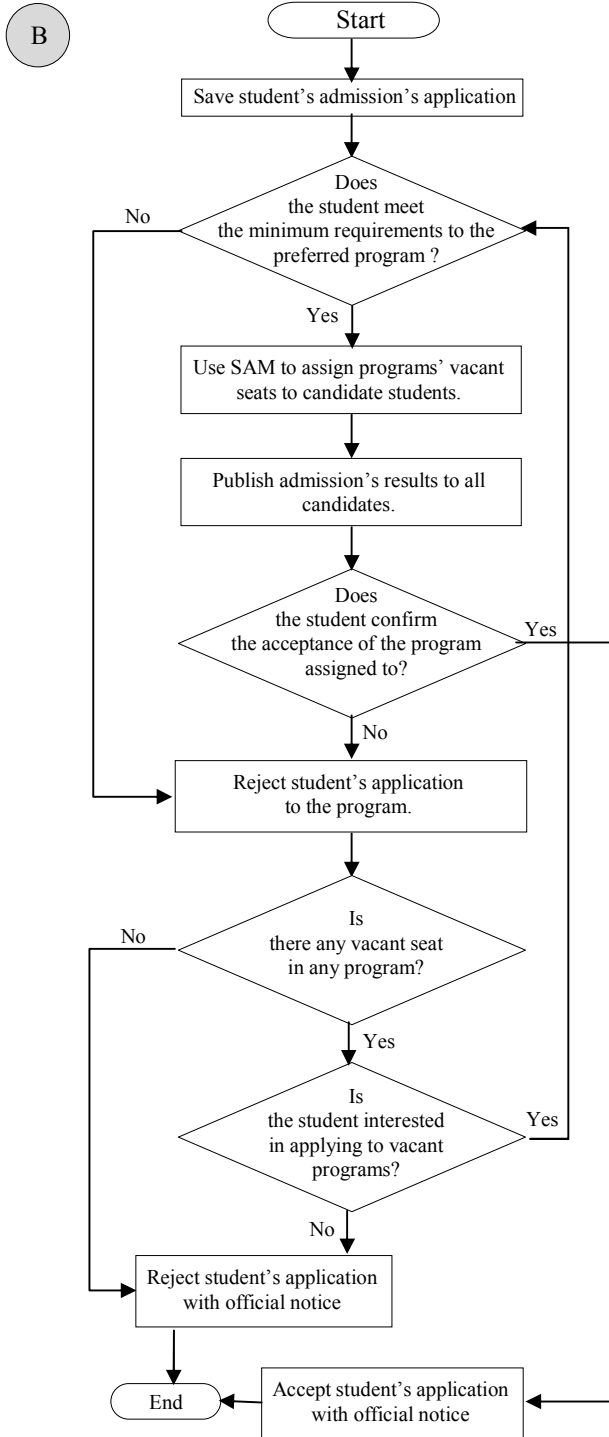 B
Start
Save student’s admission’s application
Does
the student meet
the minimum requirements to the
preferred program ?
No
Yes
Use SAM to assign programs’ vacant
seats to candidate students.
Publish admission’s results to all
candidates.
Does
the student confirm
the acceptance of the program
assigned to?
Yes
No
Reject student’s application
to the program.
Is
there any vacant seat
in any program?
No
Yes
Is
the student interested
in applying to vacant
programs?
Yes
No
Reject student’s application
with official notice
End
Accept student’s application
with official notice